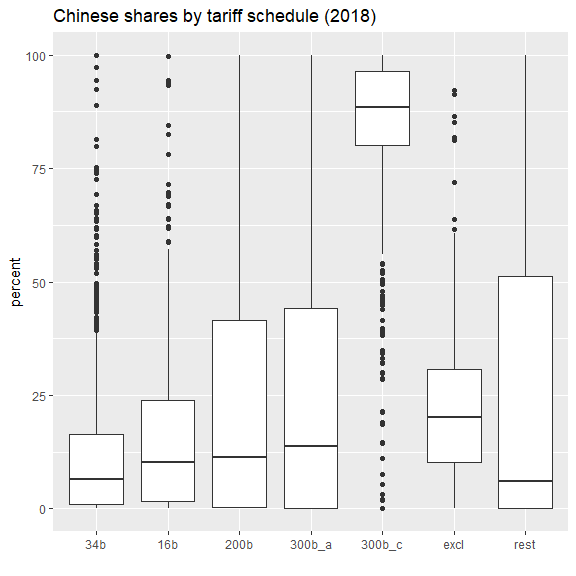 Chinese shares by tariff schedule (2018)
percent
100
75
50
25
0
34b 16b 200b 300b_a 300b_c excl rest